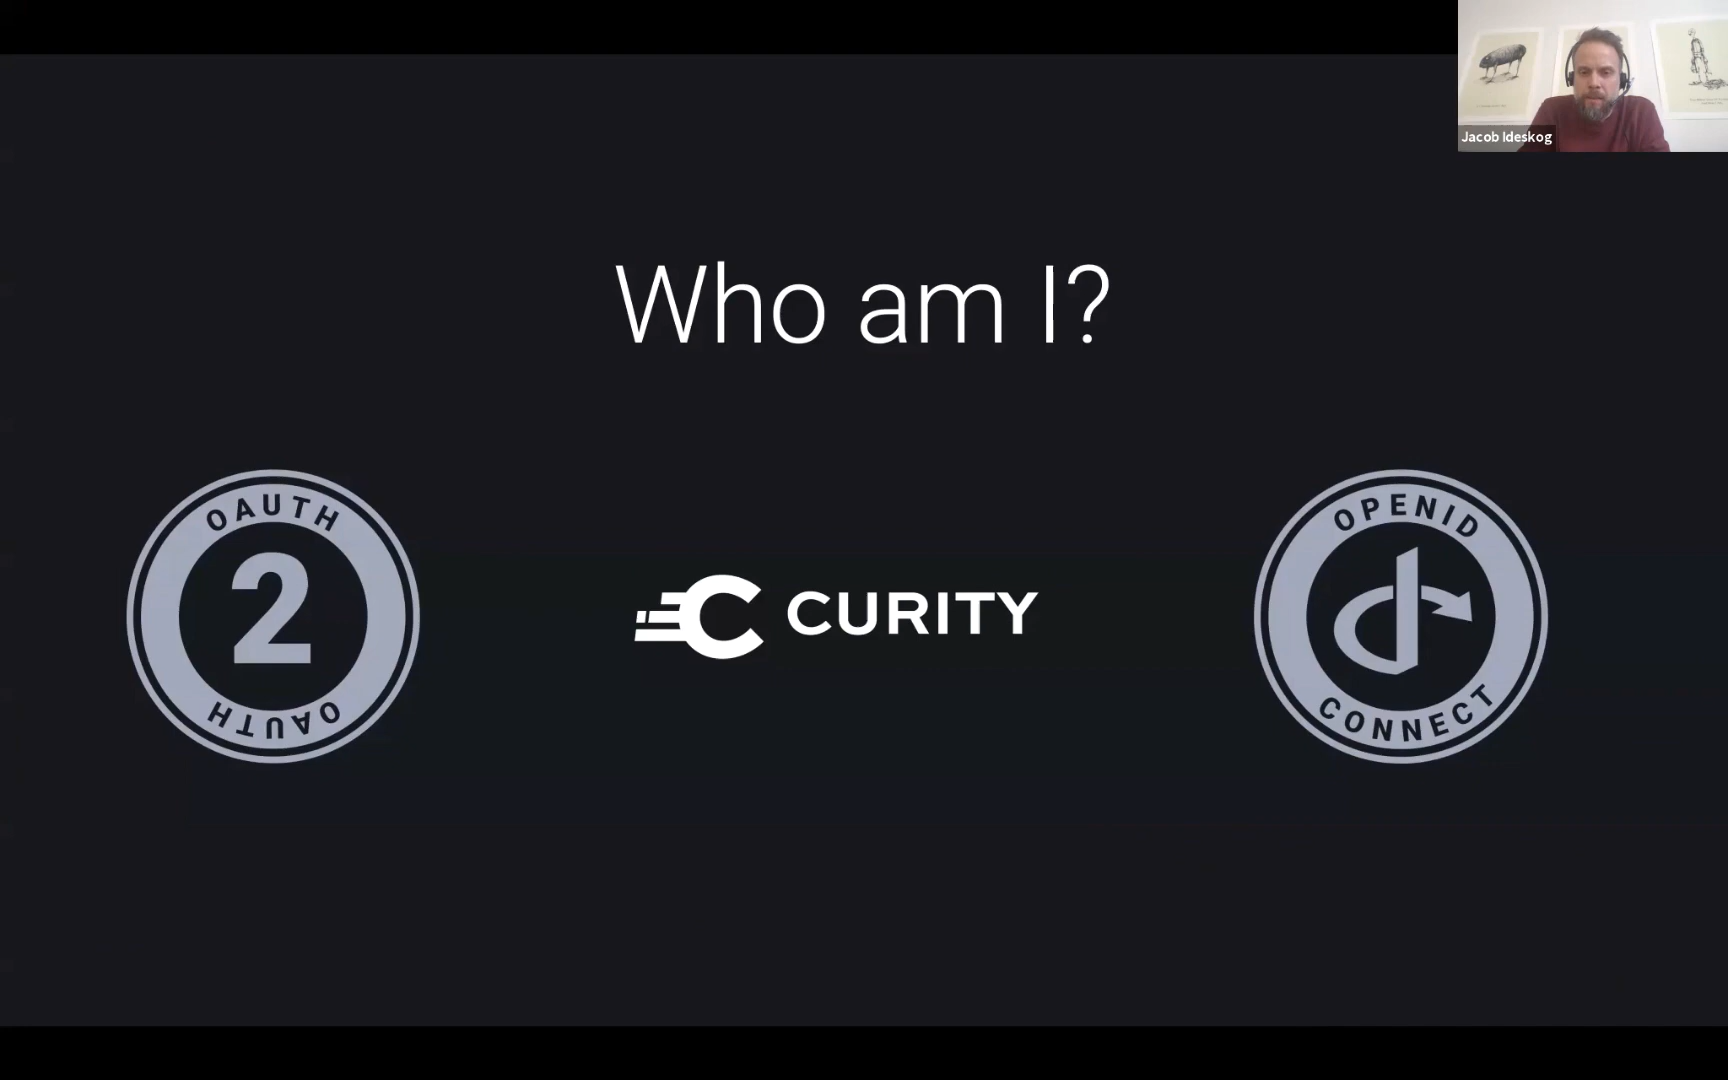 Jacob Ideskog
Who am I?
OAUTH
2
OAUTH
CURITY
OPENID
CONNECT